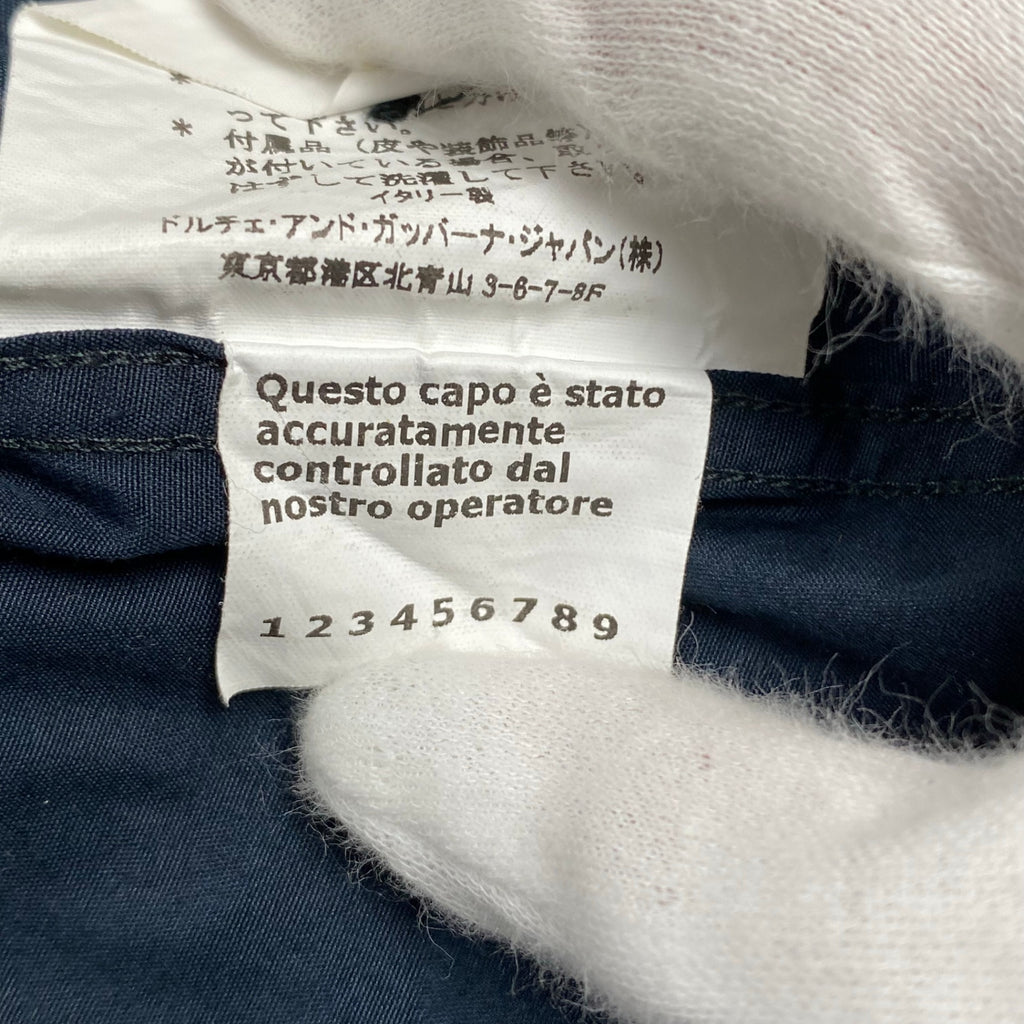 *
って下さい。
* 付属品（皮や装飾品等）
が付いている場合、取
はずして洗濯して下さい。
イタリー製
ドルチェ・アンド・ガッバーナ・ジャパン(株)
東京都港区北青山 3-6-7-8F
Questo capo è stato
accuratamente
controllato dal
nostro operatore
1 2 3 4 5 6 7 8 9